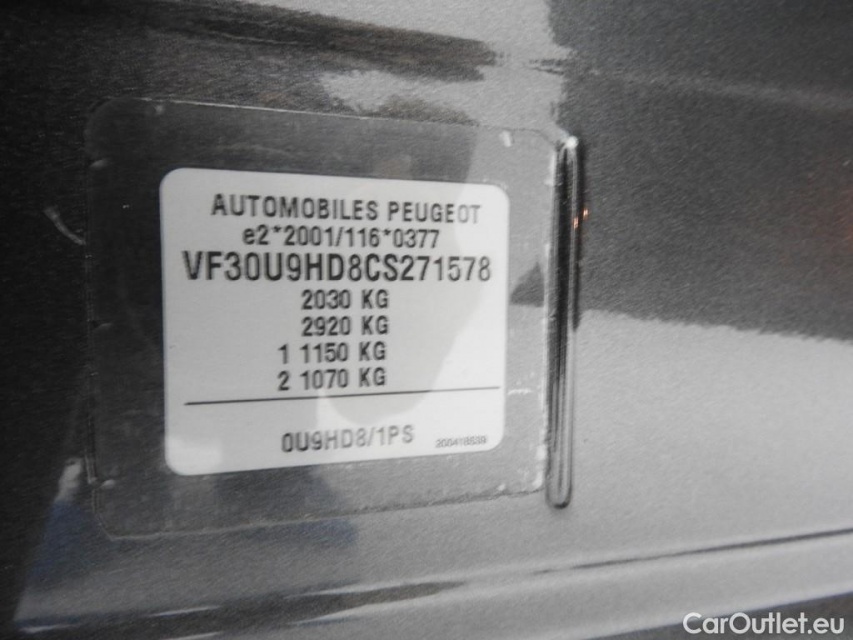 AUTOMOBILES PEUGEOT
e2*2001/116*0377
VF30U9HD8CS271578
2030 KG
2920 KG
1 1150 KG
2 1070 KG
0U9HD8/1PS
CarOutlet.eu